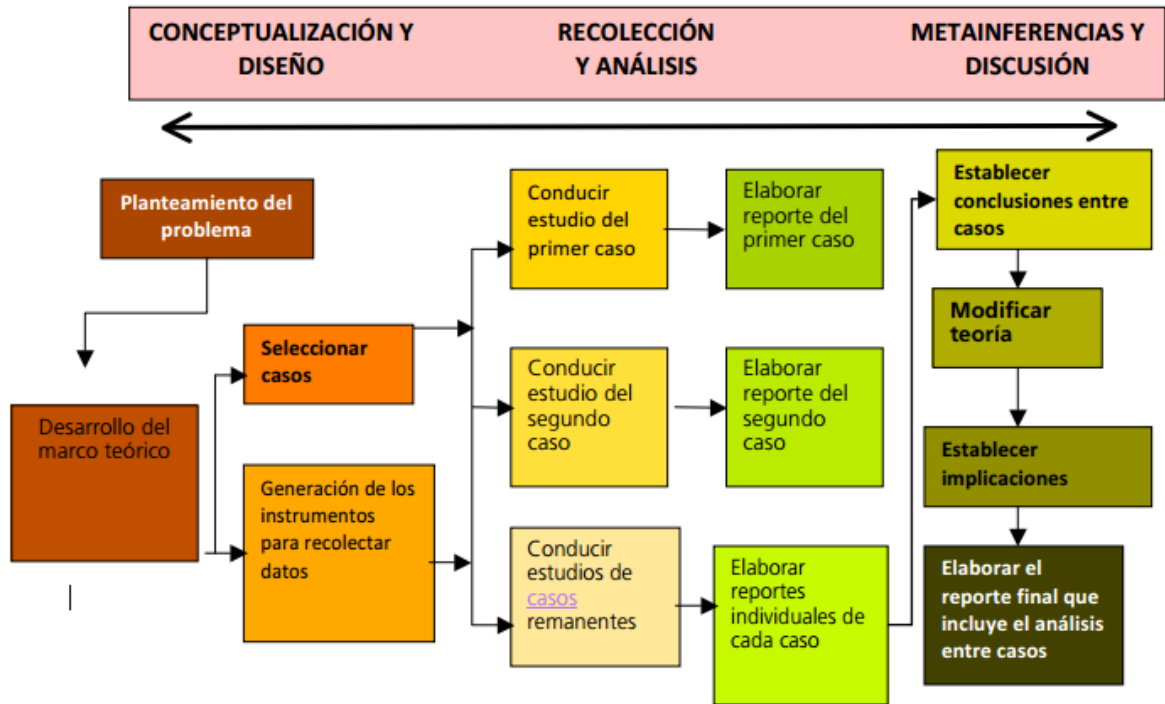 CONCEPTUALIZACIÓN Y
DISEÑO
RECOLECCIÓN
Y ANÁLISIS
METAINFERENCIAS Y
DISCUSIÓN
Planteamiento del
problema
Desarrollo del
marco teórico
Seleccionar
casos
Generación de los
instrumentos
para recolectar
datos
Conducir
estudio del
primer caso
Elaborar
reporte del
primer caso
Conducir
estudio del
segundo
caso
Elaborar
reporte del
segundo
caso
Conducir
estudios de
casos
remanentes
Elaborar
reportes
individuales de
cada caso
Establecer
conclusiones entre
casos
Modificar
teoría
Establecer
implicaciones
Elaborar el
reporte final que
incluye el análisis
entre casos